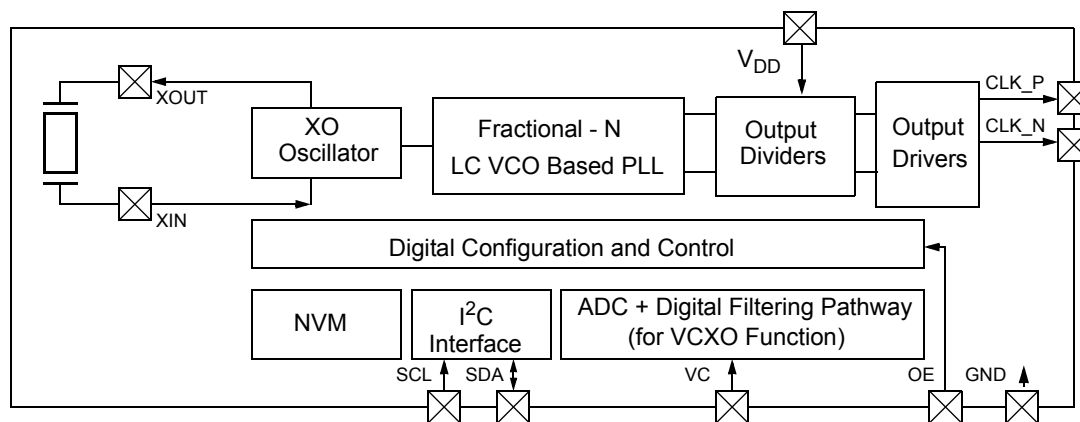 V_DD
XOUT
XO
Oscillator
Fractional - N
LC VCO Based PLL
Output
Dividers
Output
Drivers
CLK_P
CLK_N
XIN
Digital Configuration and Control
NVM
I²C
Interface
ADC + Digital Filtering Pathway
(for VCXO Function)
SCL
SDA
VC
OE
GND